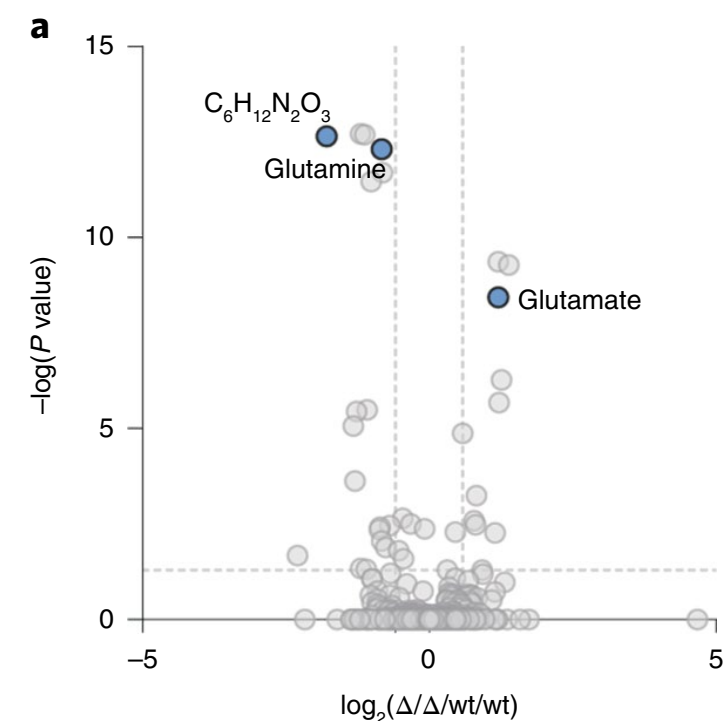 a
15
C₆H₁₂N₂O₃
Glutamine
10
Glutamate
–log(P value)
5
0
–5
0
5
log₂(Δ/Δ/wt/wt)